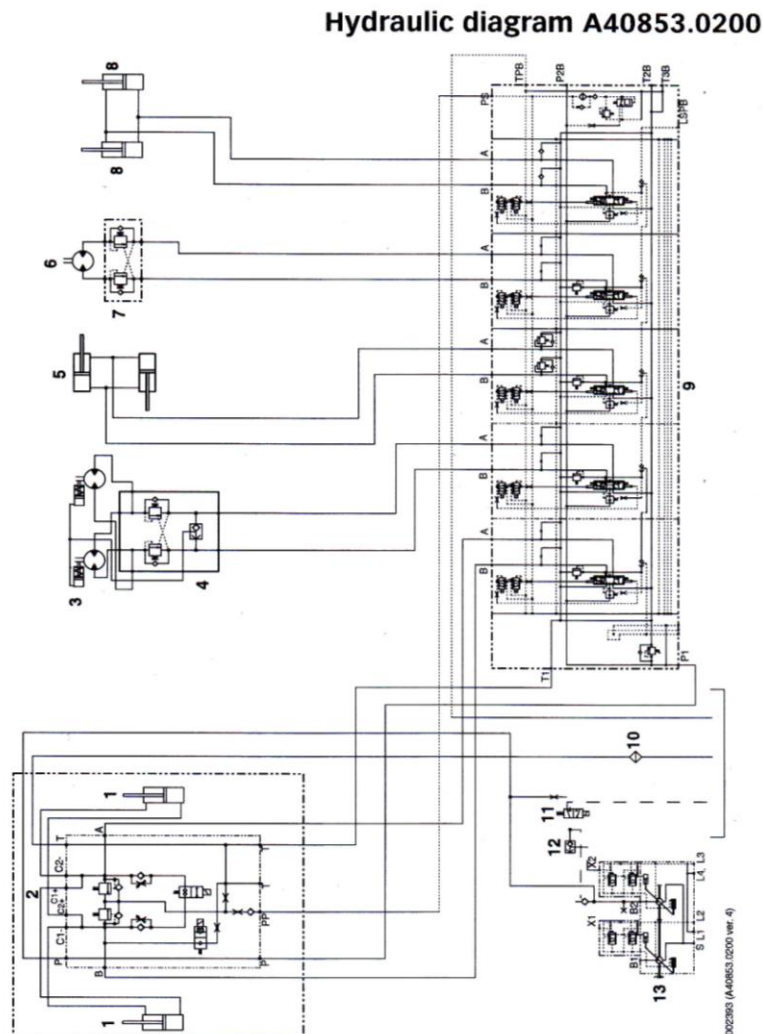 Hydraulic diagram A40853.0200
8
8
6
7
5
3
4
1
2
1
PS
TPB
P2B
T2B
T3B
LSPB
A
B
A
B
A
B
A
B
A
B
9
T1
P1
10
11
12
13
T
A
C2-
C1+
C2+
C1-
P
B
P
PP
T
X2
X1
B2
B1
L3
L4
L2
L1
S
002393 (A40853.0200 ver. 4)